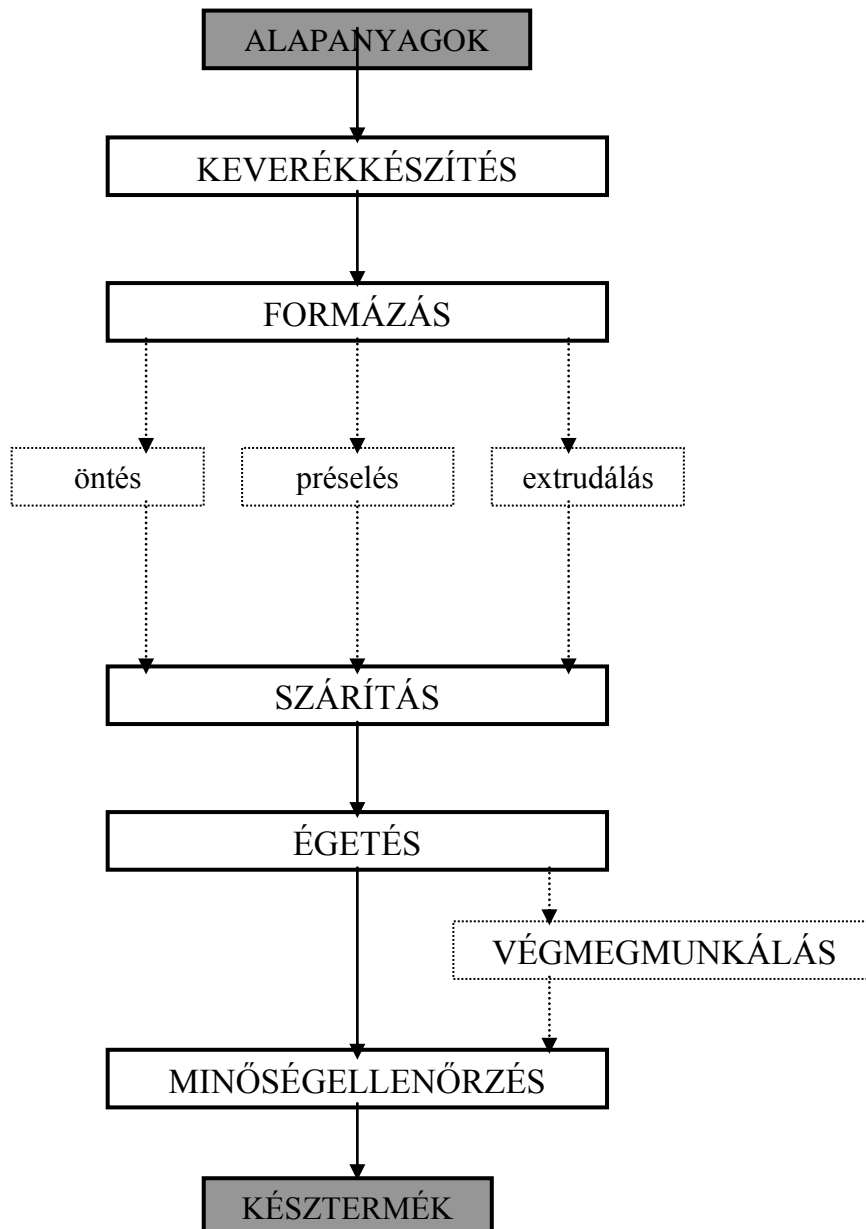 ALAPANYAGOK
KEVERÉKKÉSZÍTÉS
FORMÁZÁS
öntés
préselés
extrudálás
SZÁRÍTÁS
ÉGETÉS
VÉGMEGMUNKÁLÁS
MINŐSÉGELLENŐRZÉS
KÉSZTERMÉK